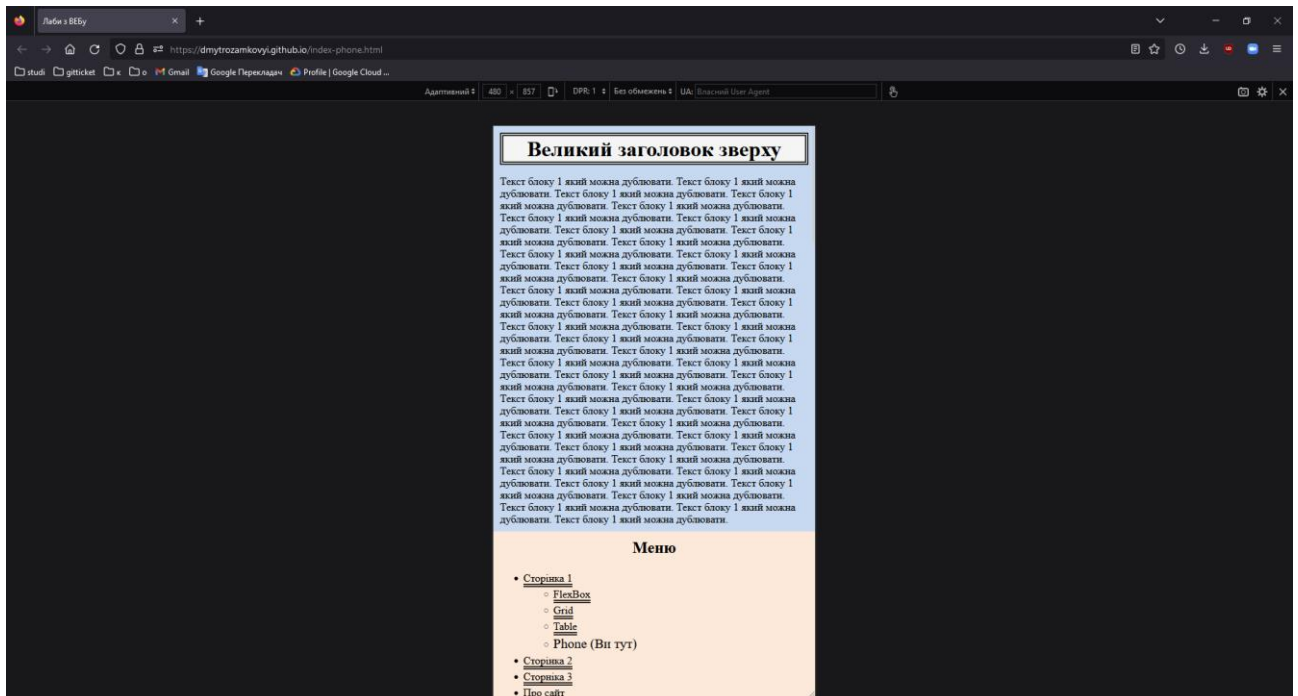 Лаби з ВЕБу
https://dmytrozamkovyi.github.io/index-phone.html
studi gitticket к о Gmail Google Перекладач Profile | Google Cloud ...
Адаптивний 480 × 857 DPR: 1 Без обмежень UA: Власний User Agent
Великий заголовок зверху
Текст блоку 1 який можна дублювати. Текст блоку 1 який можна
дублювати. Текст блоку 1 який можна дублювати. Текст блоку 1
який можна дублювати. Текст блоку 1 який можна дублювати.
Текст блоку 1 який можна дублювати. Текст блоку 1 який можна
дублювати. Текст блоку 1 який можна дублювати. Текст блоку 1
який можна дублювати. Текст блоку 1 який можна дублювати.
Текст блоку 1 який можна дублювати. Текст блоку 1 який можна
дублювати. Текст блоку 1 який можна дублювати. Текст блоку 1
який можна дублювати. Текст блоку 1 який можна дублювати.
Текст блоку 1 який можна дублювати. Текст блоку 1 який можна
дублювати. Текст блоку 1 який можна дублювати. Текст блоку 1
який можна дублювати. Текст блоку 1 який можна дублювати.
Текст блоку 1 який можна дублювати. Текст блоку 1 який можна
дублювати. Текст блоку 1 який можна дублювати. Текст блоку 1
який можна дублювати. Текст блоку 1 який можна дублювати.
Текст блоку 1 який можна дублювати. Текст блоку 1 який можна
дублювати. Текст блоку 1 який можна дублювати. Текст блоку 1
який можна дублювати. Текст блоку 1 який можна дублювати.
Текст блоку 1 який можна дублювати. Текст блоку 1 який можна
дублювати. Текст блоку 1 який можна дублювати. Текст блоку 1
який можна дублювати. Текст блоку 1 який можна дублювати.
Текст блоку 1 який можна дублювати. Текст блоку 1 який можна
дублювати. Текст блоку 1 який можна дублювати. Текст блоку 1
який можна дублювати. Текст блоку 1 який можна дублювати.
Текст блоку 1 який можна дублювати. Текст блоку 1 який можна
дублювати. Текст блоку 1 який можна дублювати. Текст блоку 1
який можна дублювати. Текст блоку 1 який можна дублювати.
Текст блоку 1 який можна дублювати. Текст блоку 1 який можна
дублювати. Текст блоку 1 який можна дублювати.
Меню
Сторінка 1
FlexBox
Grid
Table
Phone (Ви тут)
Сторінка 2
Сторніка 3
Про сайт